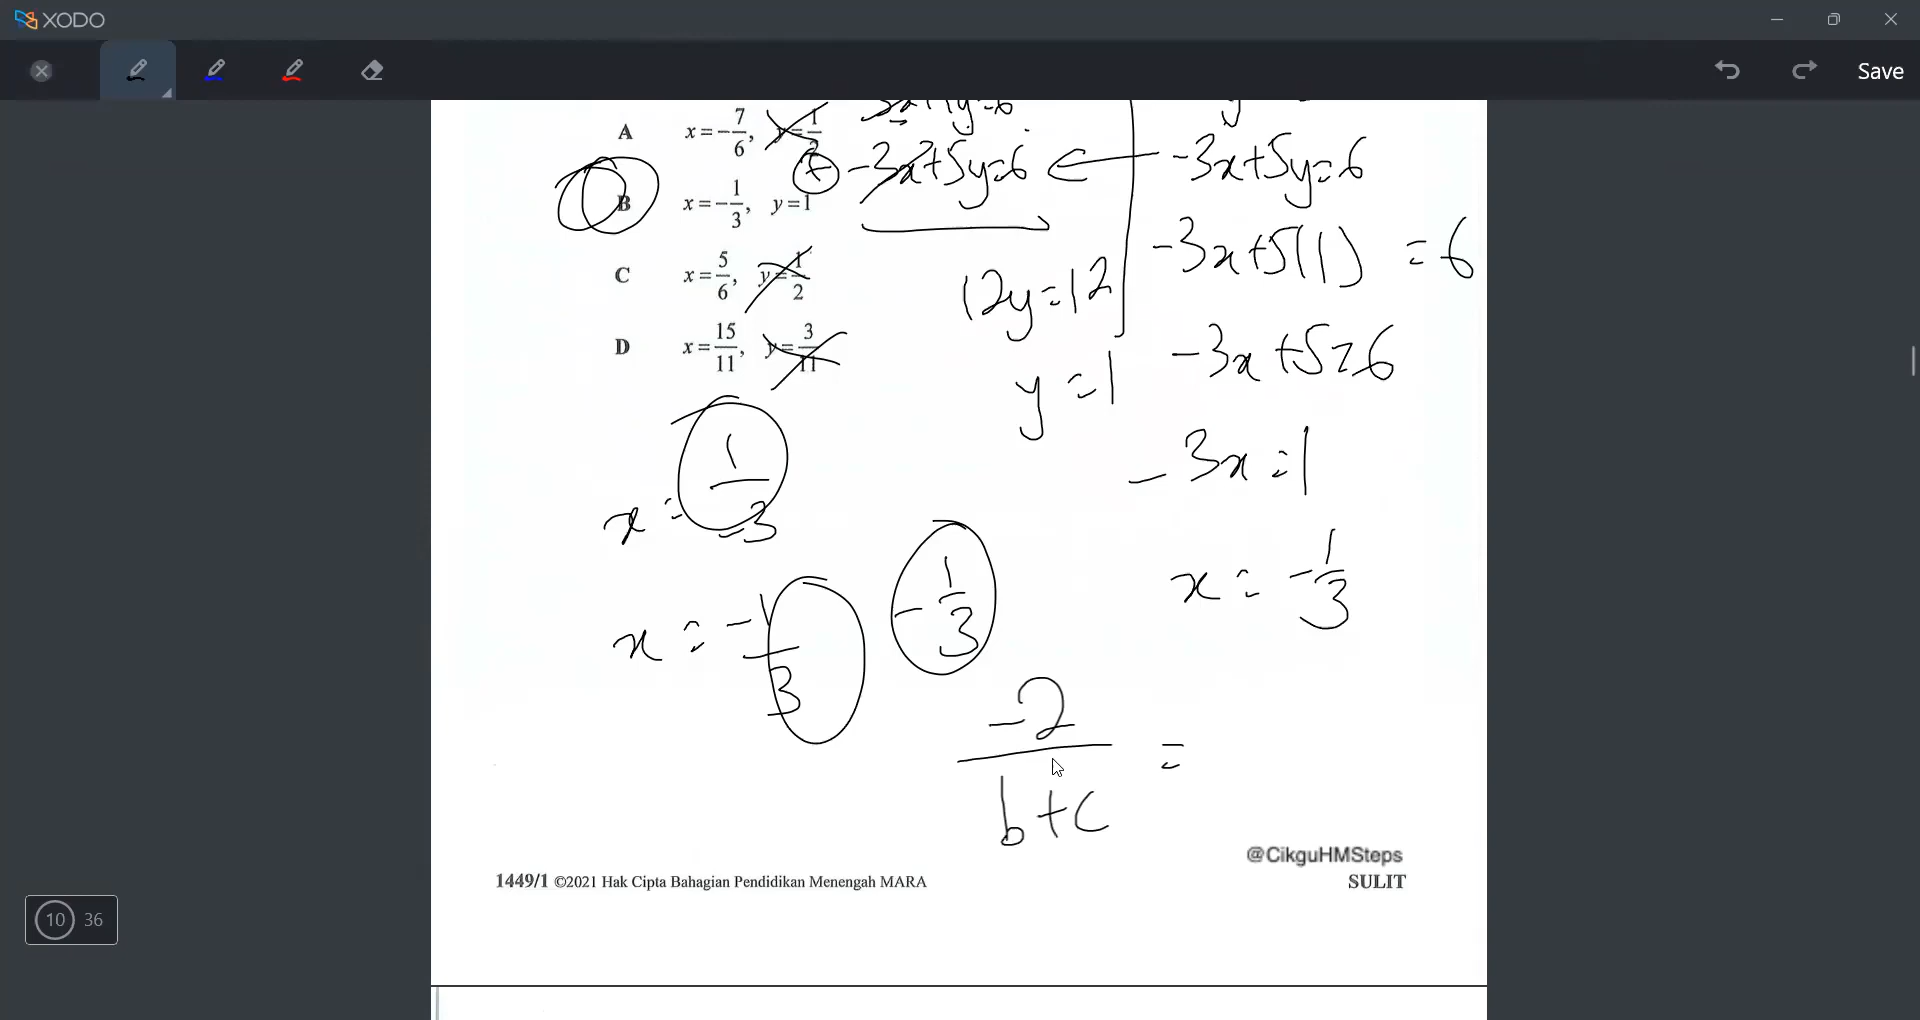 XODO
Save
A x = -7/6, y = 1/2
B x = -1/3, y = 1
C x = 5/6, y = 1/2
D x = 15/11, y = 3/11
-3x+5y=6
12y=12
y=1
-3x+5y=6
-3x+5(1) = 6
-3x+5=6
-3x=1
x = -1/3
x = 1/-3
x = -1/3
-1/3
-2/b+c =
@CikguHMSteps
1449/1 ©2021 Hak Cipta Bahagian Pendidikan Menengah MARA
SULIT
10 36